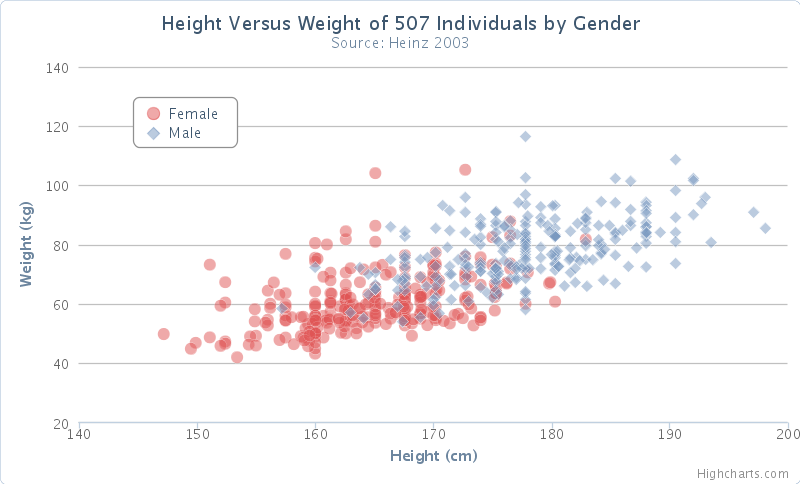 Height Versus Weight of 507 Individuals by Gender
Source: Heinz 2003
Female
Male
Weight (kg)
140
120
100
80
60
40
20
140 150 160 170 180 190 200
Height (cm)
Highcharts.com